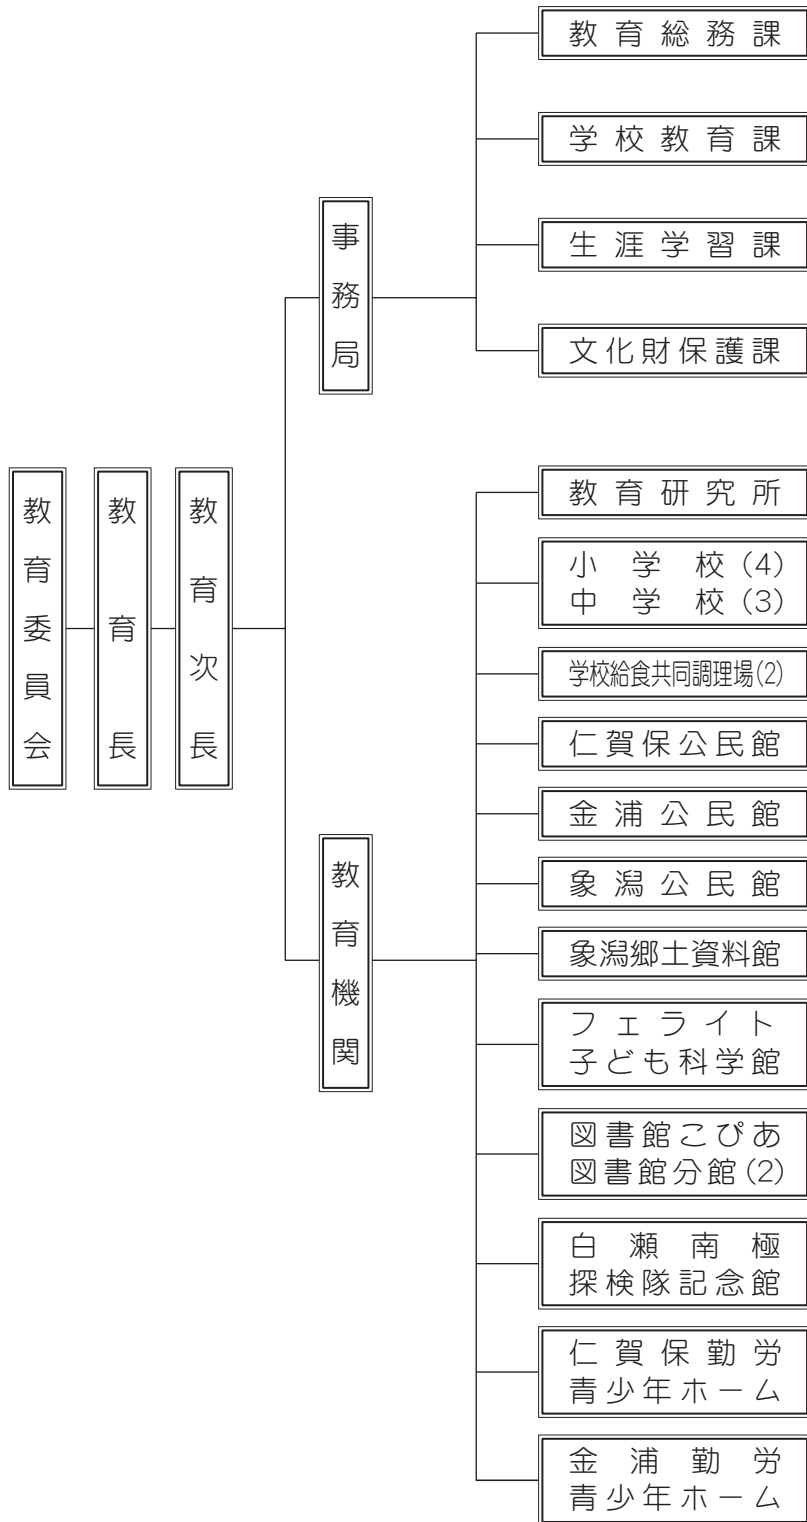 教育委員会
教育長
教育次長
事務局
教育総務課
学校教育課
生涯学習課
文化財保護課
教育機関
教育研究所
小学校(4)
中学校(3)
学校給食共同調理場(2)
仁賀保公民館
金浦公民館
象潟公民館
象潟郷土資料館
フェライト
子ども科学館
図書館こぴあ
図書館分館(2)
白瀬南極
探検隊記念館
仁賀保勤労
青少年ホーム
金浦勤労
青少年ホーム